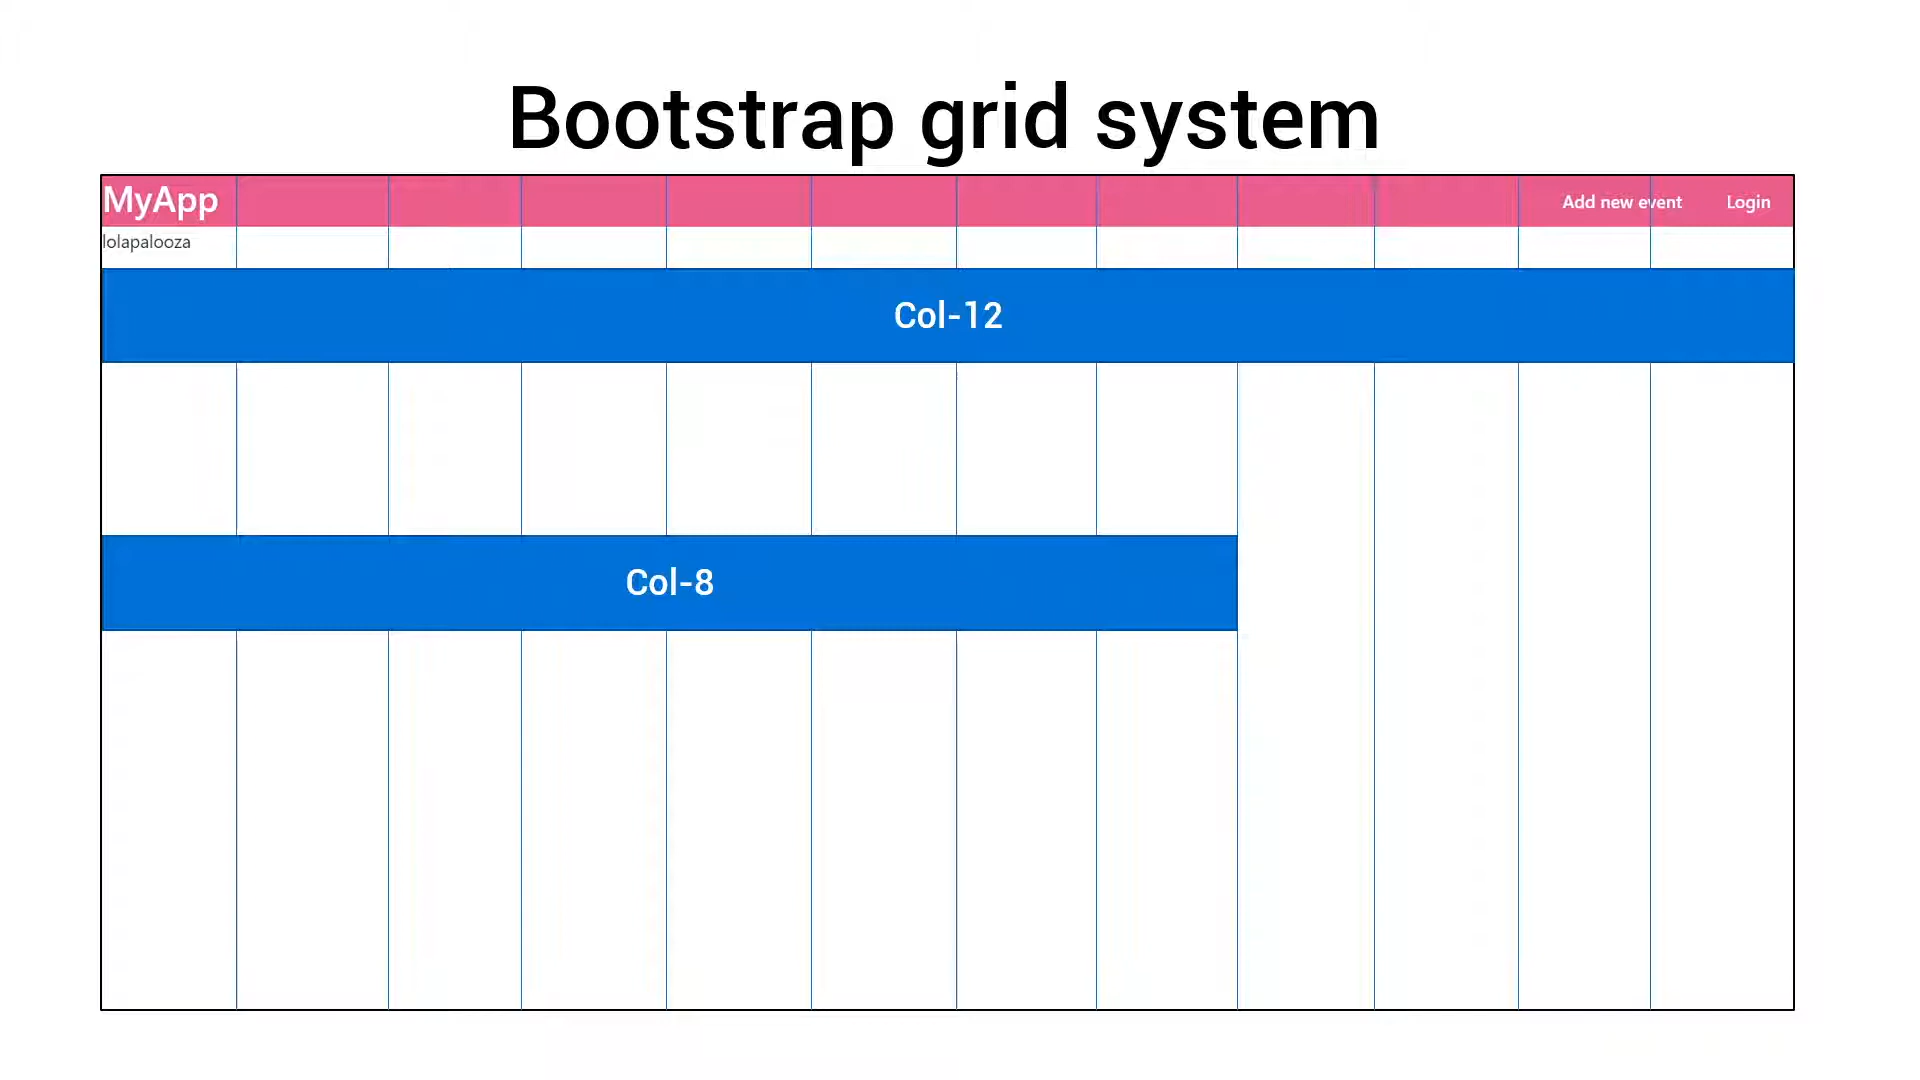 Bootstrap grid system
MyApp
Add new event
Login
lolapalooza
Col-12
Col-8